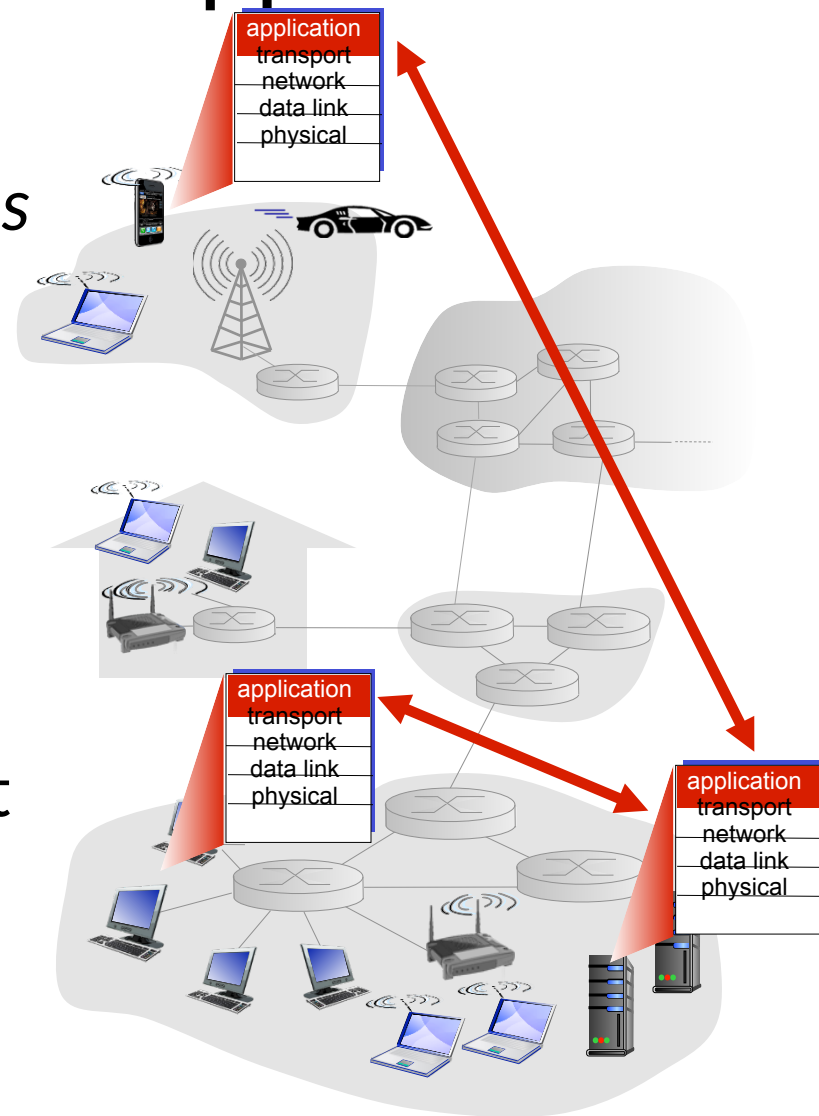 application
transport
network
data link
physical
s
application
transport
network
data link
physical
t
application
transport
network
data link
physical